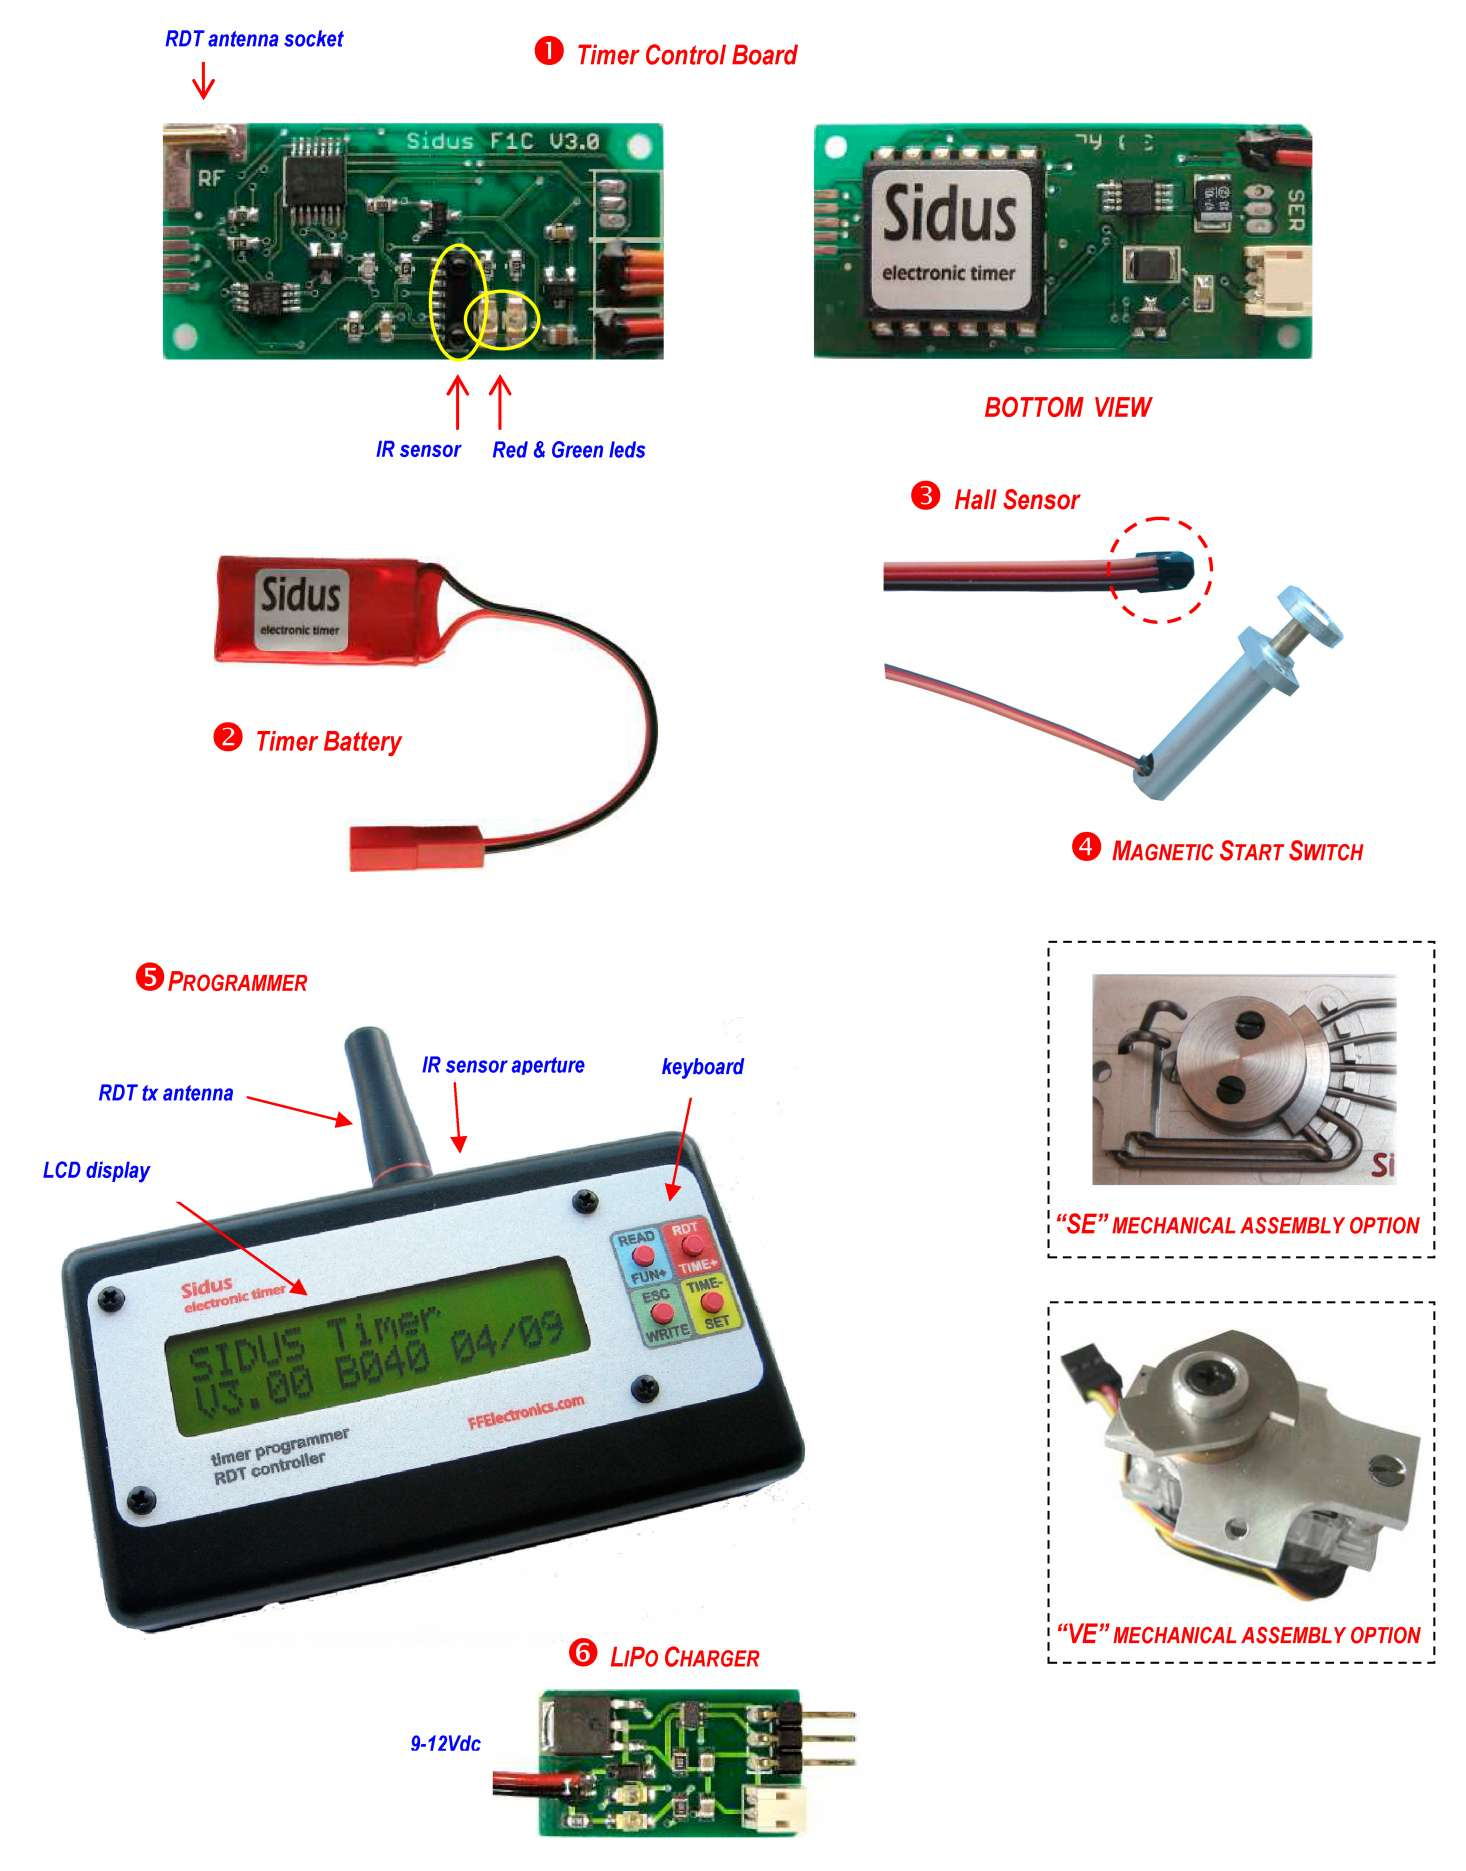 RDT antenna socket
❶ Timer Control Board
Sidus F1C V3.0
RF
Sidus
electronic timer
SER
BOTTOM VIEW
IR sensor
Red & Green leds
❸ Hall Sensor
Sidus
electronic timer
❷ Timer Battery
❹ MAGNETIC START SWITCH
❺ PROGRAMMER
RDT tx antenna
IR sensor aperture
keyboard
LCD display
Sidus
electronic timer
READ
FUN+
RDT
TIME+
ESC
WRITE
TIME-
SET
SIDUS Timer
V3.00 B040 04/09
FFElectronics.com
timer programmer
RDT controller
Si
“SE” MECHANICAL ASSEMBLY OPTION
“VE” MECHANICAL ASSEMBLY OPTION
❻ LIPO CHARGER
9-12Vdc